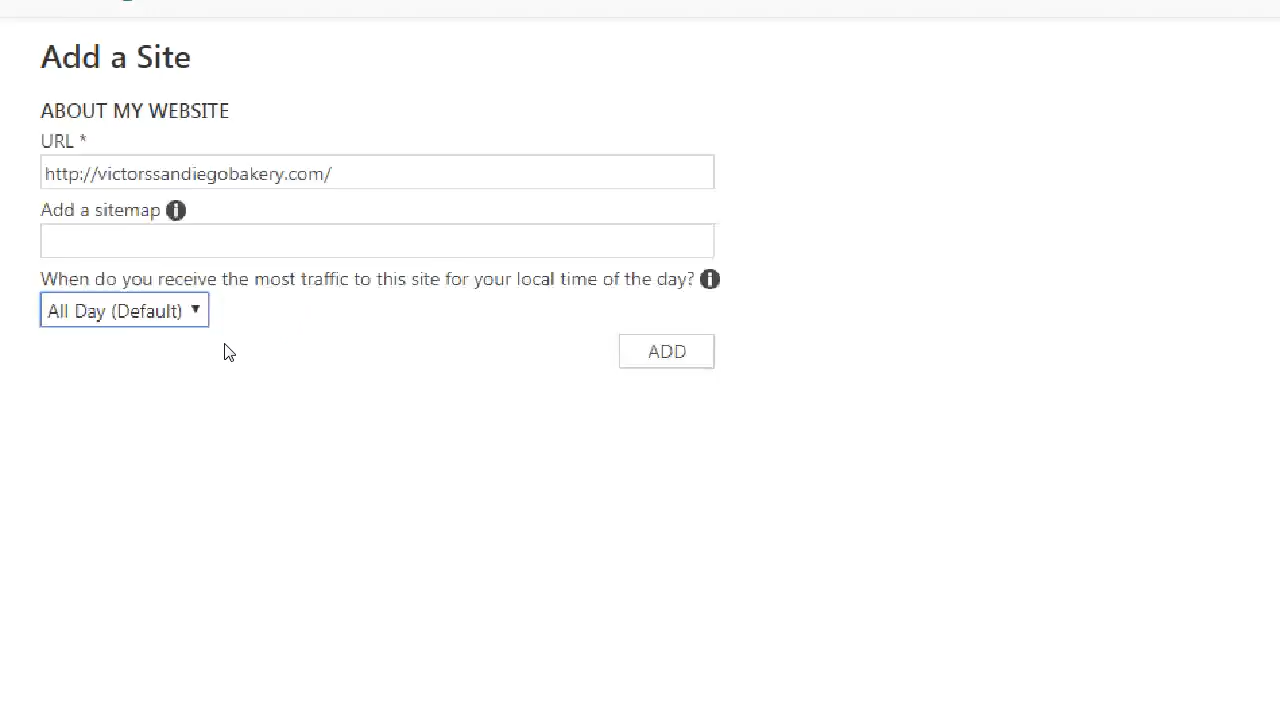 Add a Site
ABOUT MY WEBSITE
URL *
http://victorssandiegobakery.com/
Add a sitemap
When do you receive the most traffic to this site for your local time of the day?
All Day (Default)
ADD